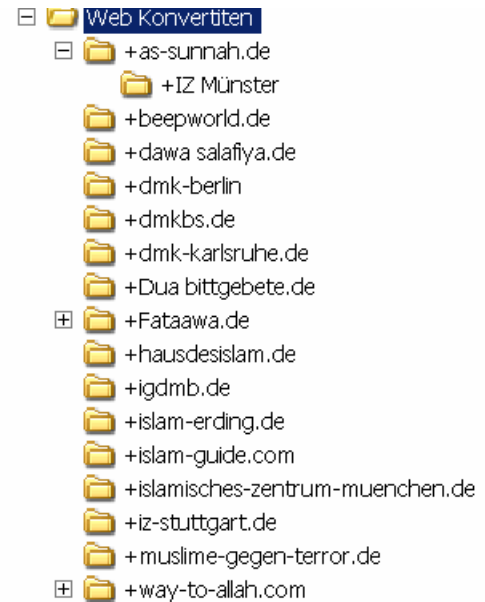 Web Konvertiten
+as-sunnah.de
+IZ Münster
+beepworld.de
+dawa salafiya.de
+dmk-berlin
+dmkbs.de
+dmk-karlsruhe.de
+Dua bittgebete.de
+Fataawa.de
+hausdesislam.de
+igdmb.de
+islam-erding.de
+islam-guide.com
+islamisches-zentrum-muenchen.de
+iz-stuttgart.de
+muslime-gegen-terror.de
+way-to-allah.com